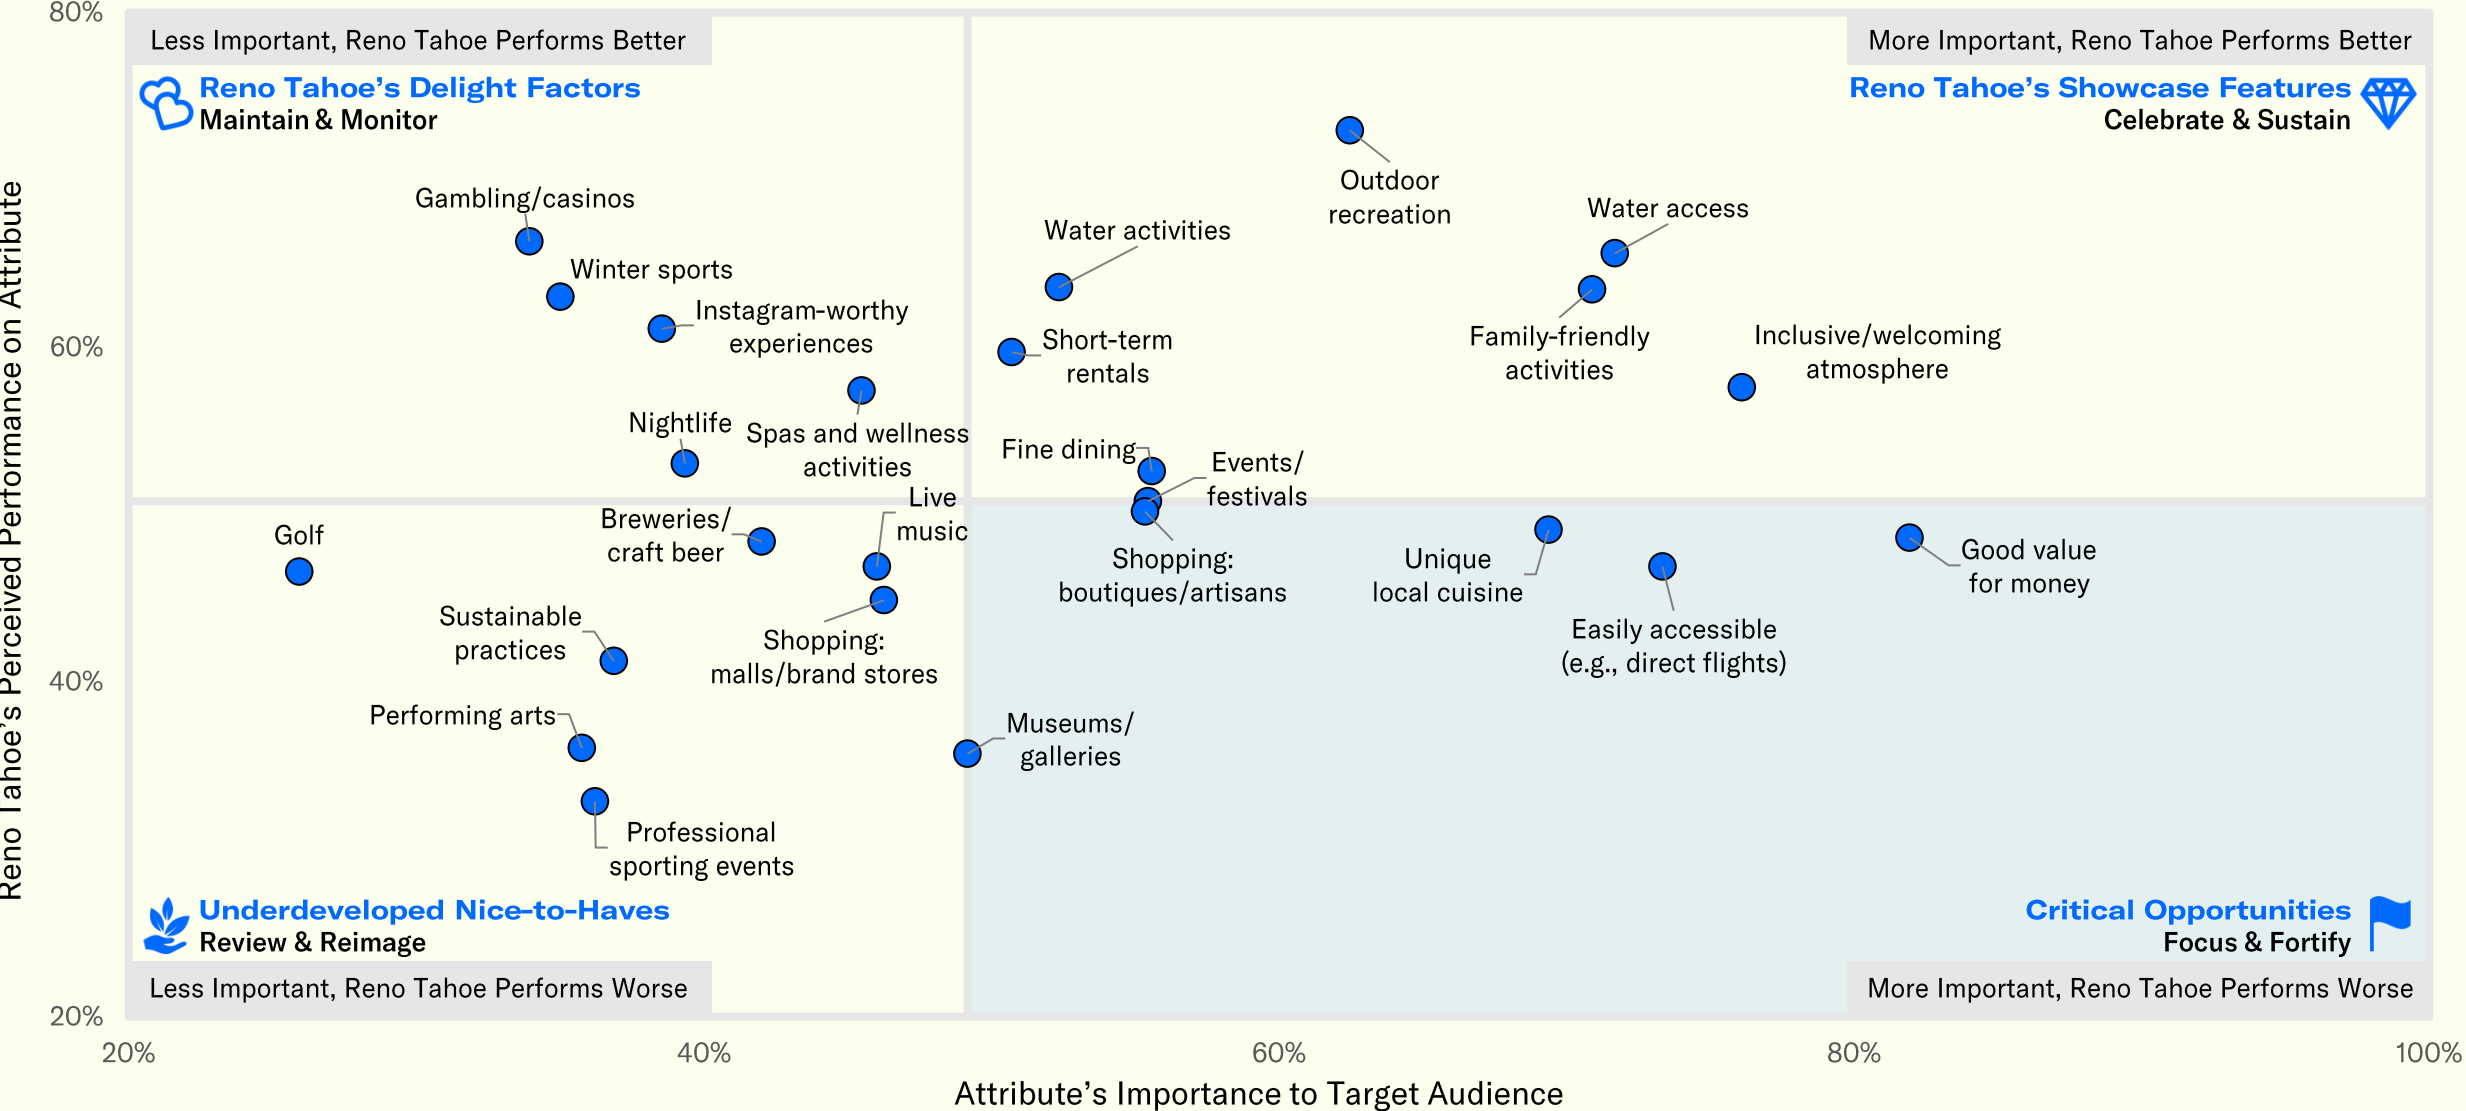 80%
Less Important, Reno Tahoe Performs Better
More Important, Reno Tahoe Performs Better
Reno Tahoe's Delight Factors
Maintain & Monitor
Reno Tahoe's Showcase Features
Celebrate & Sustain
Outdoor
recreation
Gambling/casinos
Water access
Water activities
Winter sports
Instagram-worthy
experiences
Short-term
rentals
Family-friendly
activities
Inclusive/welcoming
atmosphere
60%
Nightlife
Spas and wellness
activities
Fine dining
Events/
festivals
Reno Tahoe's Perceived Performance on Attribute
Live
music
Breweries/
craft beer
Golf
Shopping:
boutiques/artisans
Unique
local cuisine
Good value
for money
Sustainable
practices
Shopping:
malls/brand stores
Easily accessible
(e.g., direct flights)
40%
Performing arts
Museums/
galleries
Professional
sporting events
Underdeveloped Nice-to-Haves
Review & Reimage
Critical Opportunities
Focus & Fortify
Less Important, Reno Tahoe Performs Worse
More Important, Reno Tahoe Performs Worse
20%
20%
40%
60%
80%
100%
Attribute's Importance to Target Audience